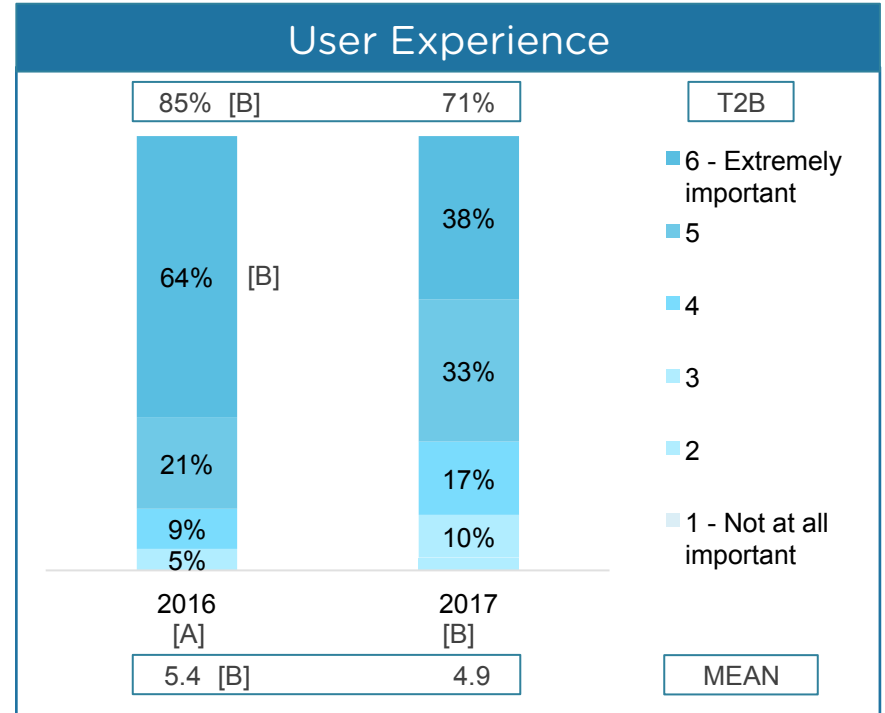 User Experience
85% [B] 71% T2B
6 - Extremely
important
38%
64% [B]
5
4
33%
3
21%
2
17%
9%
10%
1 - Not at all
important
5%
2016 2017
[A] [B]
5.4 [B] 4.9 MEAN